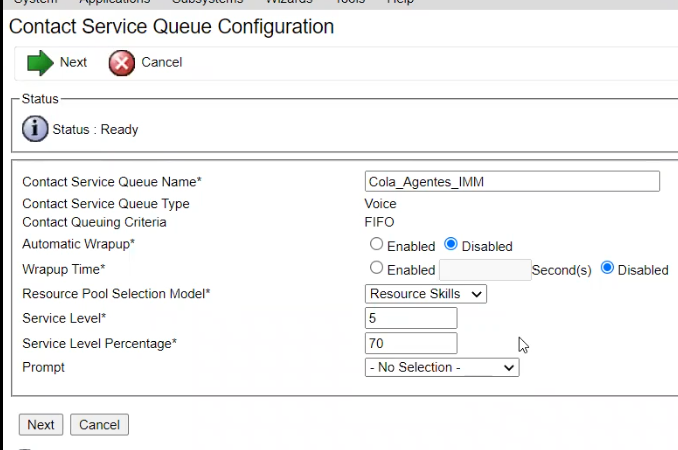 System Applications Subsystems Wizards Tools Help
Contact Service Queue Configuration
Next Cancel
Status
Status : Ready
Contact Service Queue Name* Cola_Agentes_IMM
Contact Service Queue Type Voice
Contact Queuing Criteria FIFO
Automatic Wrapup* Enabled Disabled
Wrapup Time* Enabled Second(s) Disabled
Resource Pool Selection Model* Resource Skills
Service Level* 5
Service Level Percentage* 70
Prompt - No Selection -
Next Cancel